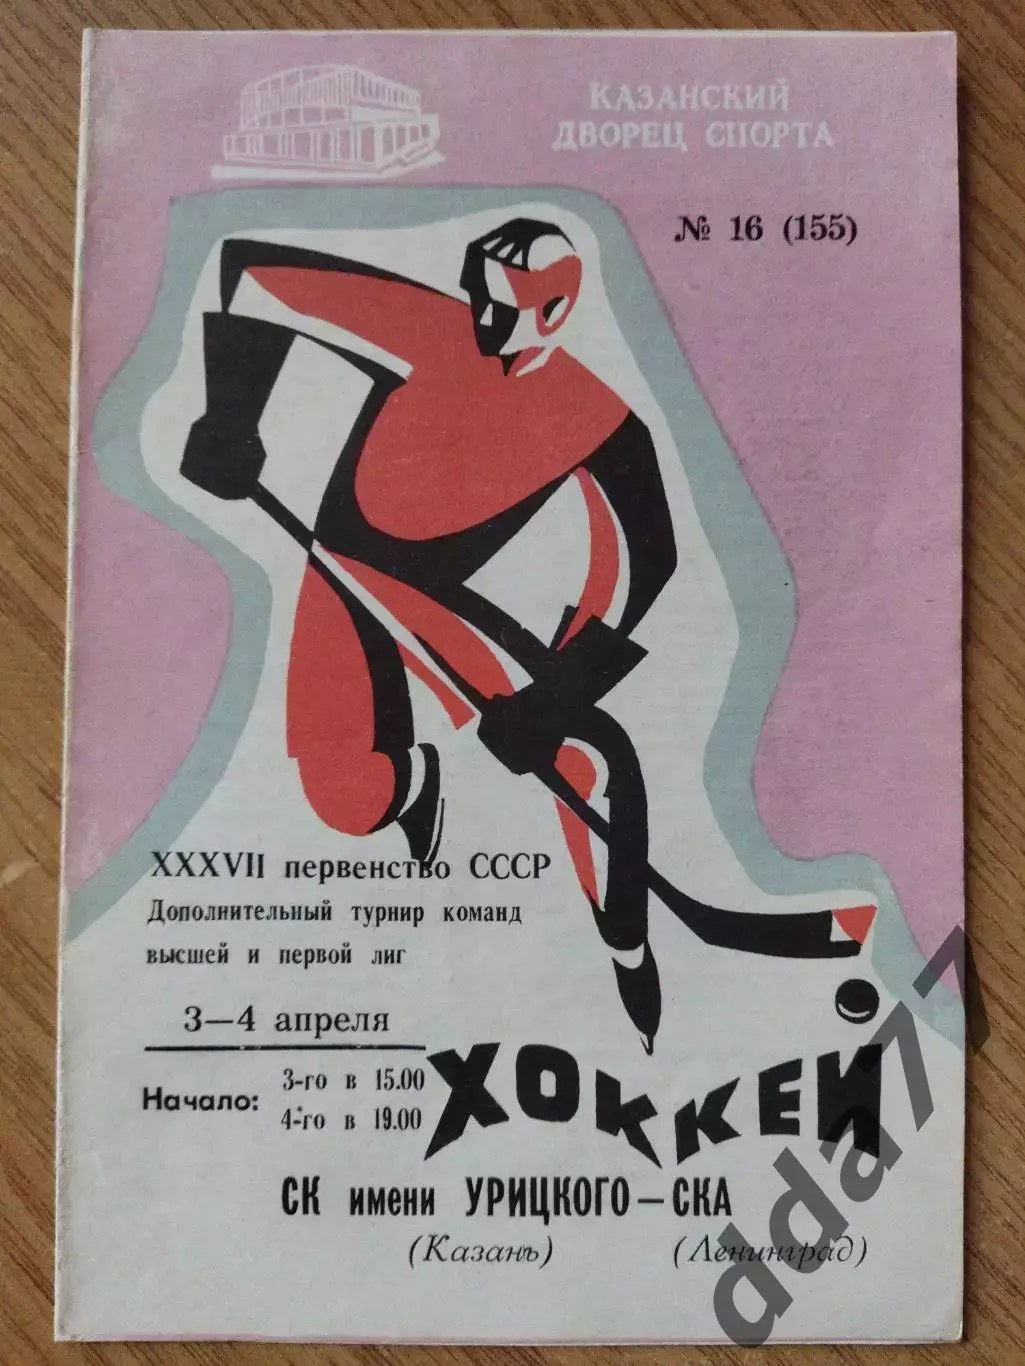 КАЗАНСКИЙ
ДВОРЕЦ СПОРТА
№ 16 (155)
XXXVII первенство СССР
Дополнительный турнир команд
высшей и первой лиг
3—4 апреля
Начало: 3-го в 15.00
4-го в 19.00
ХОККЕЙ
СК имени УРИЦКОГО—СКА
(Казань) (Ленинград)
dda77